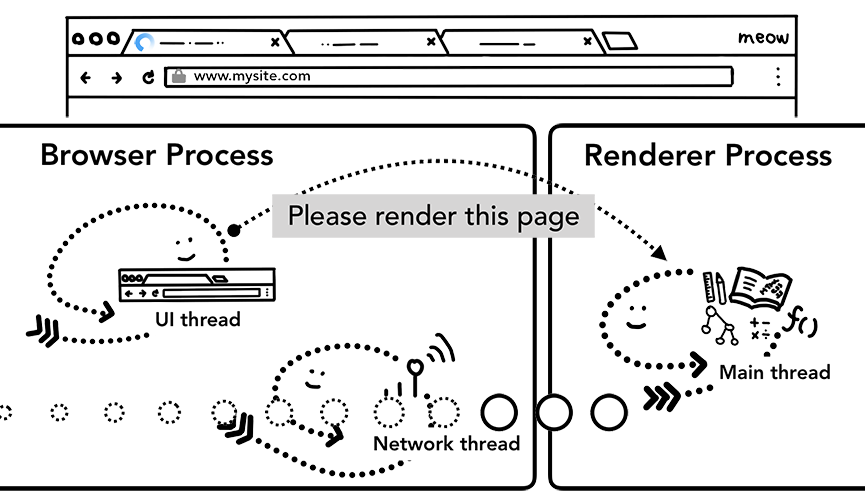 meow
www.mysite.com
Browser Process
Renderer Process
Please render this page
UI thread
f()
Main thread
Network thread